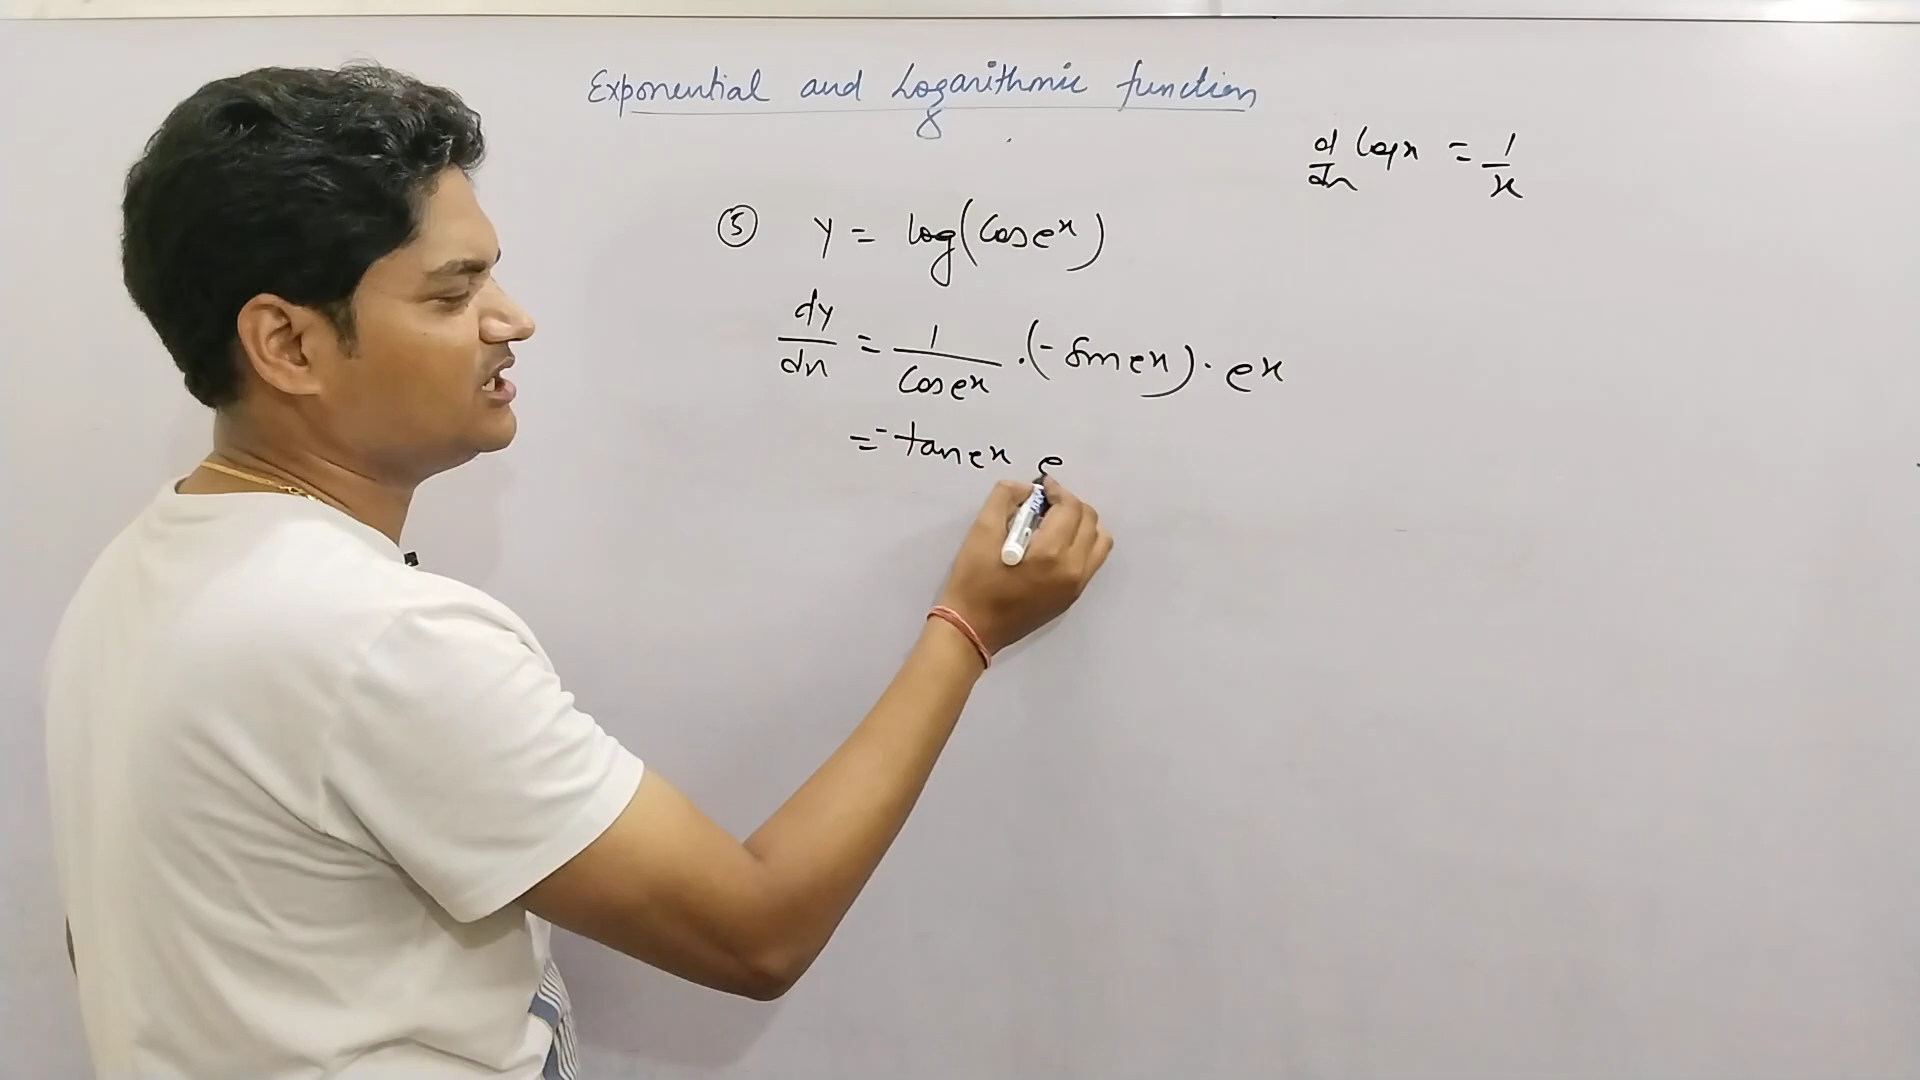 Exponential and Logarithmic function
d/dx log x = 1/x
⑤ y = log(cos eˣ)
dy/dx = 1/cos eˣ · (- sin eˣ) · eˣ
= - tan eˣ e